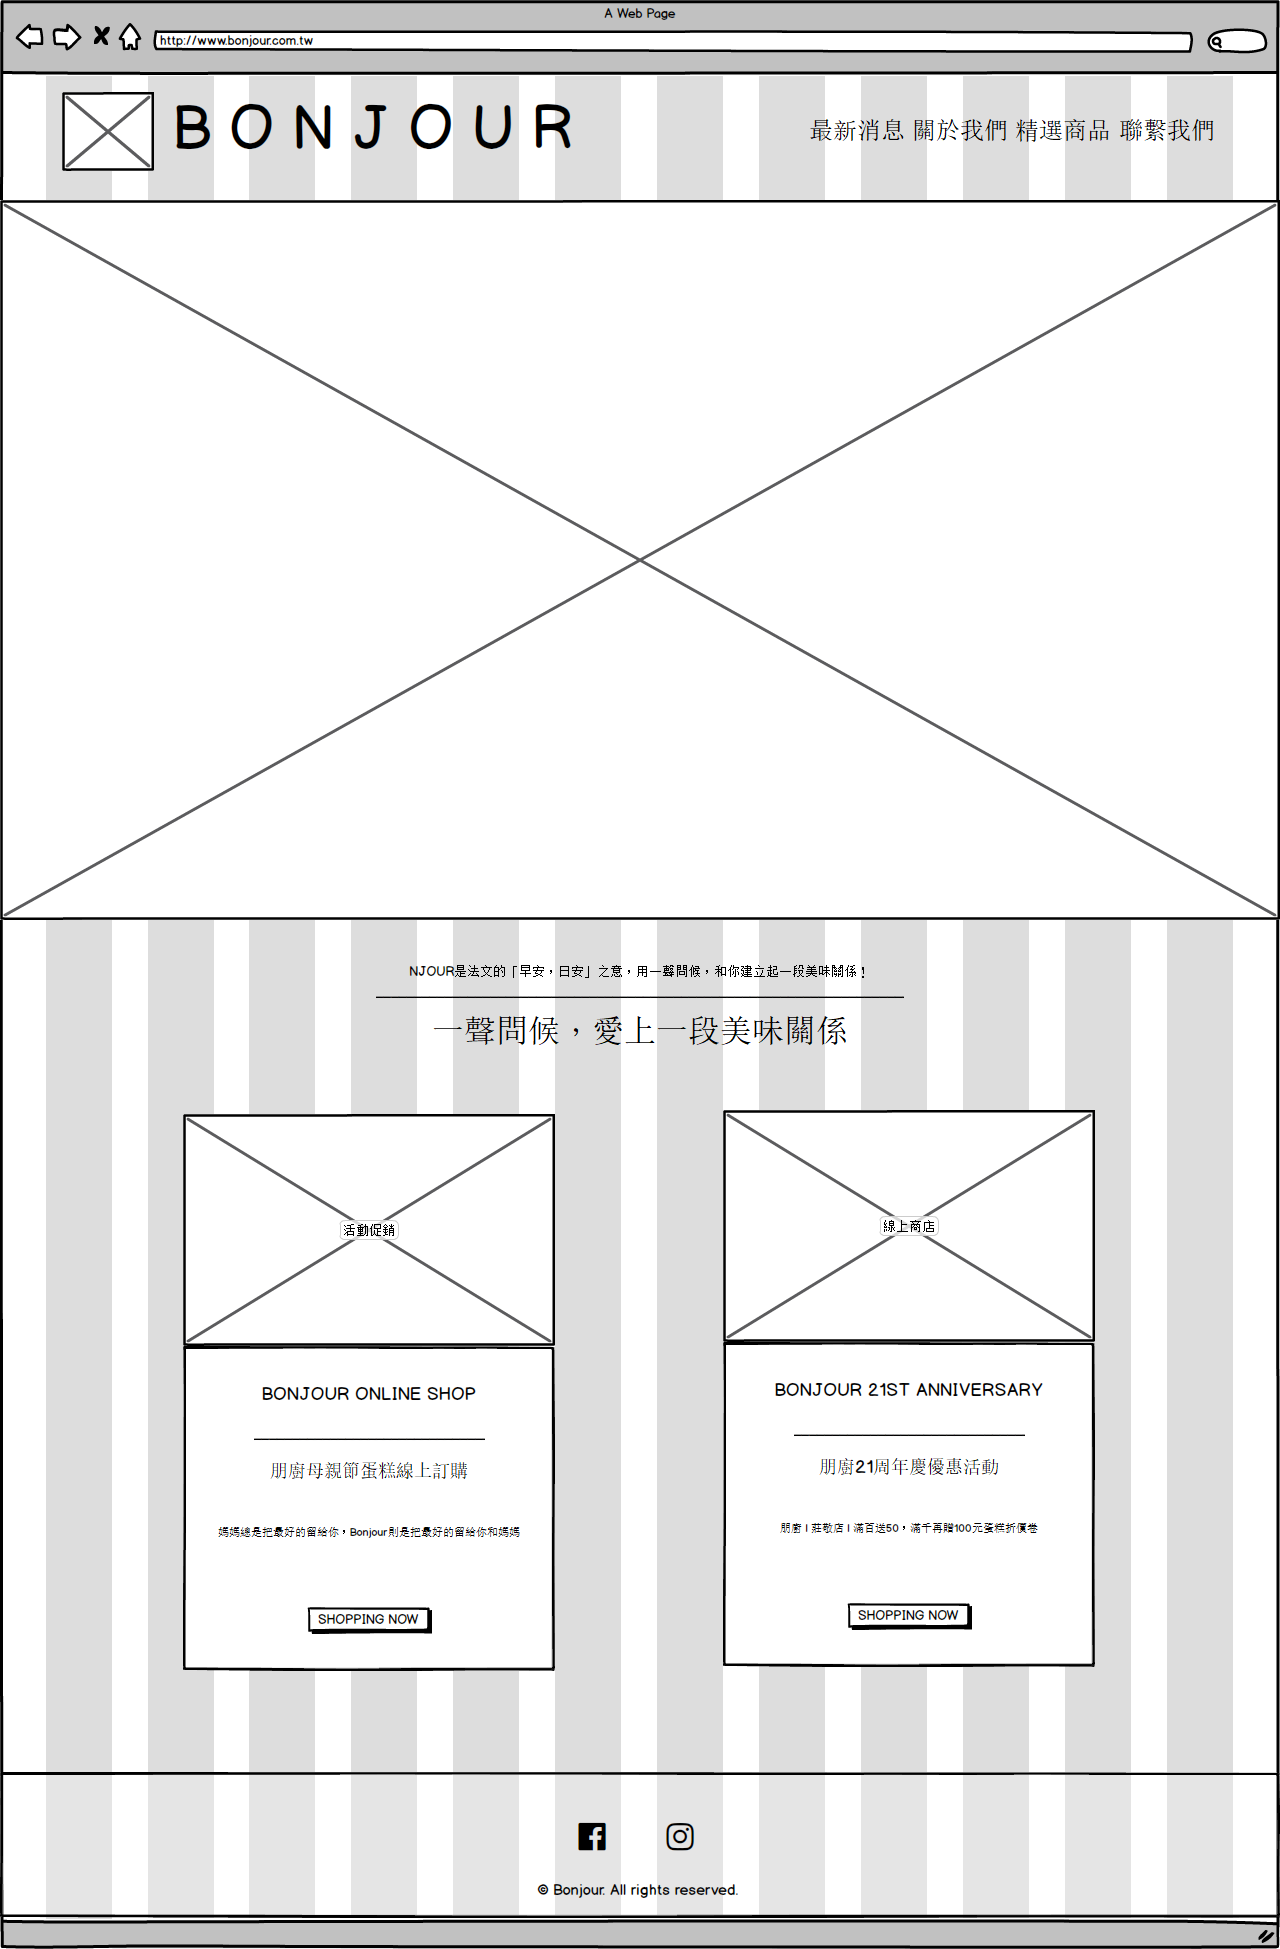 A Web Page
http://www.bonjour.com.tw
BONJOUR
最新消息 關於我們 精選商品 聯繫我們
NJOUR是法文的「早安，日安」之意，用一聲問候，和你建立起一段美味關係！
一聲問候，愛上一段美味關係
活動促銷
BONJOUR ONLINE SHOP
朋廚母親節蛋糕線上訂購
媽媽總是把最好的留給你，Bonjour則是把最好的留給你和媽媽
SHOPPING NOW
線上商店
BONJOUR 21ST ANNIVERSARY
朋廚21周年慶優惠活動
朋廚 | 莊敬店 | 滿百送50，滿千再贈100元蛋糕折價卷
SHOPPING NOW
© Bonjour. All rights reserved.